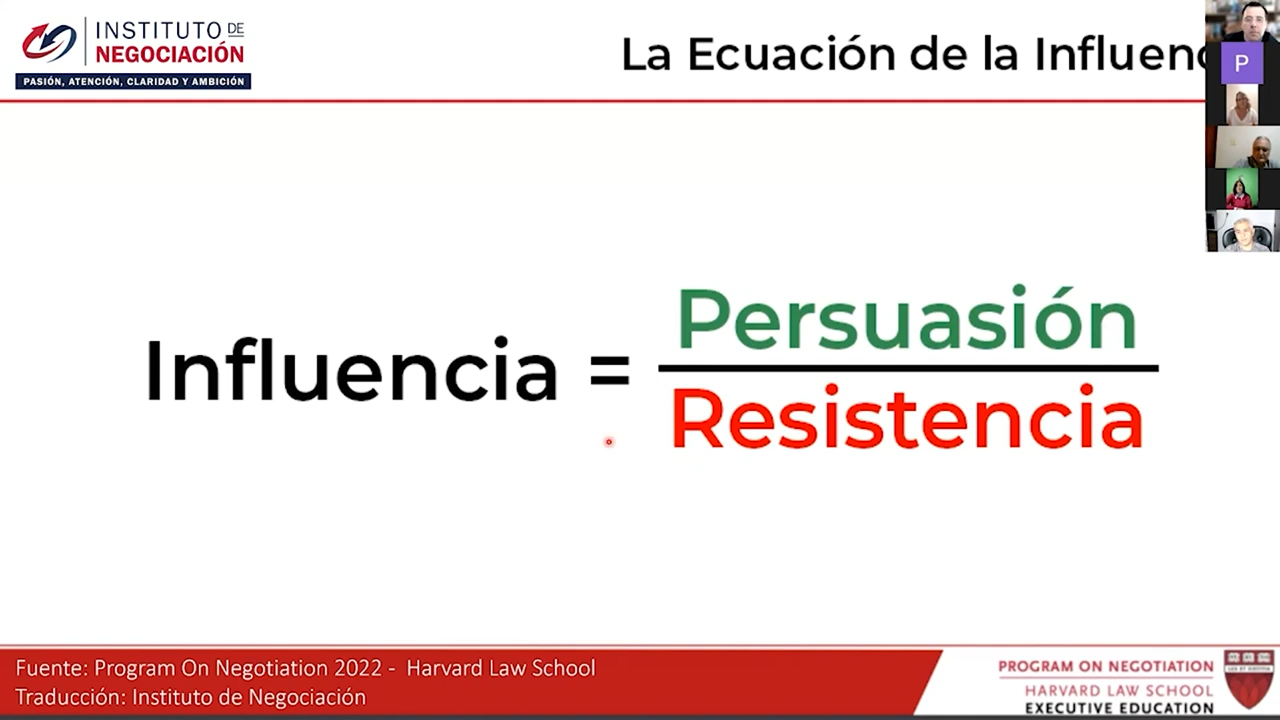 INSTITUTO DE
NEGOCIACIÓN
PASIÓN, ATENCIÓN, CLARIDAD Y AMBICIÓN
La Ecuación de la Influenc
P
Influencia =
Persuasión
Resistencia
Fuente: Program On Negotiation 2022 - Harvard Law School
Traducción: Instituto de Negociación
PROGRAM ON NEGOTIATION
HARVARD LAW SCHOOL
EXECUTIVE EDUCATION